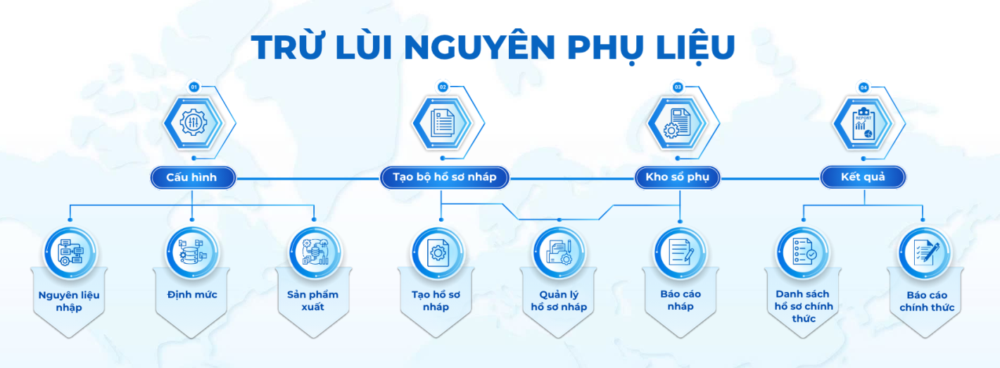 TRỪ LÙI NGUYÊN PHỤ LIỆU
01
02
03
04
REPORT
Cấu hình
Tạo bộ hồ sơ nháp
Kho sổ phụ
Kết quả
Nguyên liệu
nhập
Định mức
Sản phẩm
xuất
Tạo hồ sơ
nháp
Quản lý
hồ sơ nháp
Báo cáo
nháp
Danh sách
hồ sơ chính
thức
Báo cáo
chính thức